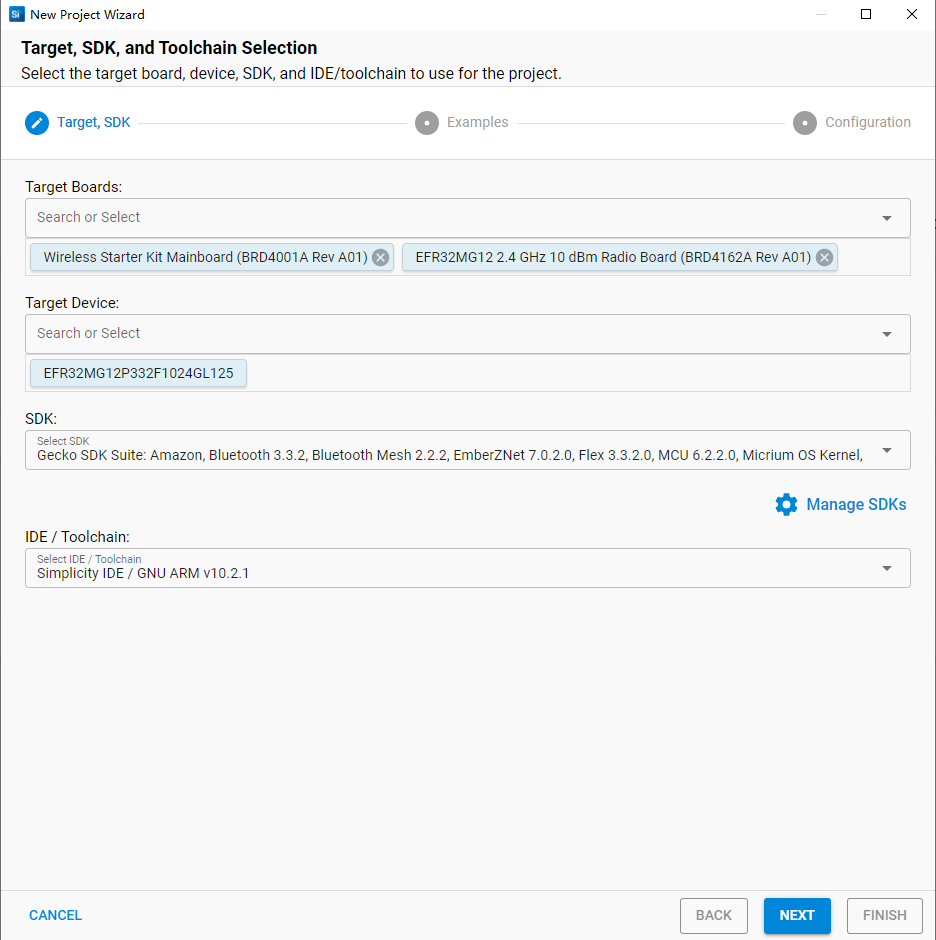 Si New Project Wizard
Target, SDK, and Toolchain Selection
Select the target board, device, SDK, and IDE/toolchain to use for the project.
Target, SDK Examples Configuration
Target Boards:
Search or Select
Wireless Starter Kit Mainboard (BRD4001A Rev A01) EFR32MG12 2.4 GHz 10 dBm Radio Board (BRD4162A Rev A01)
Target Device:
Search or Select
EFR32MG12P332F1024GL125
SDK:
Select SDK
Gecko SDK Suite: Amazon, Bluetooth 3.3.2, Bluetooth Mesh 2.2.2, EmberZNet 7.0.2.0, Flex 3.3.2.0, MCU 6.2.2.0, Micrium OS Kernel,
Manage SDKs
IDE / Toolchain:
Select IDE / Toolchain
Simplicity IDE / GNU ARM v10.2.1
CANCEL BACK NEXT FINISH